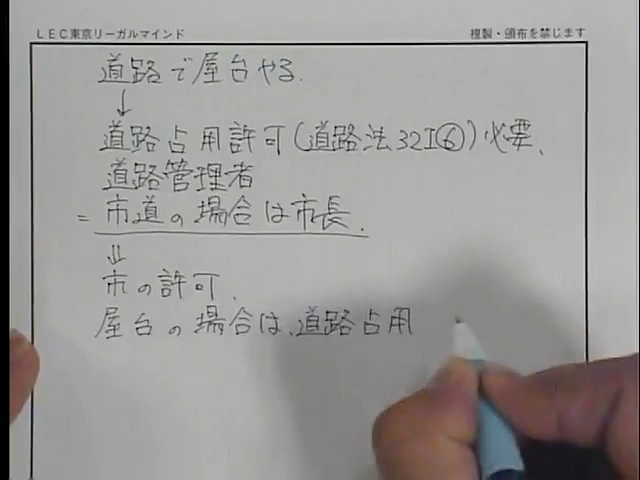 LEC東京リーガルマインド
複製・頒布を禁じます
道路で屋台やる.
↓
道路占用許可(道路法32I⑥)必要、
道路管理者
=市道の場合は市長.
⇓
市の許可.
屋台の場合は、道路占用